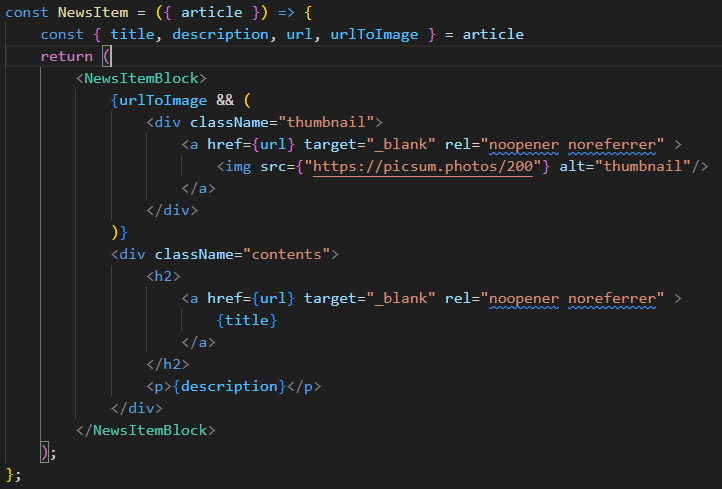 const NewsItem = ({ article }) => {
    const { title, description, url, urlToImage } = article
    return (
        <NewsItemBlock>
            {urlToImage && (
                <div className="thumbnail">
                    <a href={url} target="_blank" rel="noopener noreferrer" >
                        <img src={"https://picsum.photos/200"} alt="thumbnail"/>
                    </a>
                </div>
            )}
            <div className="contents">
                <h2>
                    <a href={url} target="_blank" rel="noopener noreferrer" >
                        {title}
                    </a>
                </h2>
                <p>{description}</p>
            </div>
        </NewsItemBlock>
    );
};